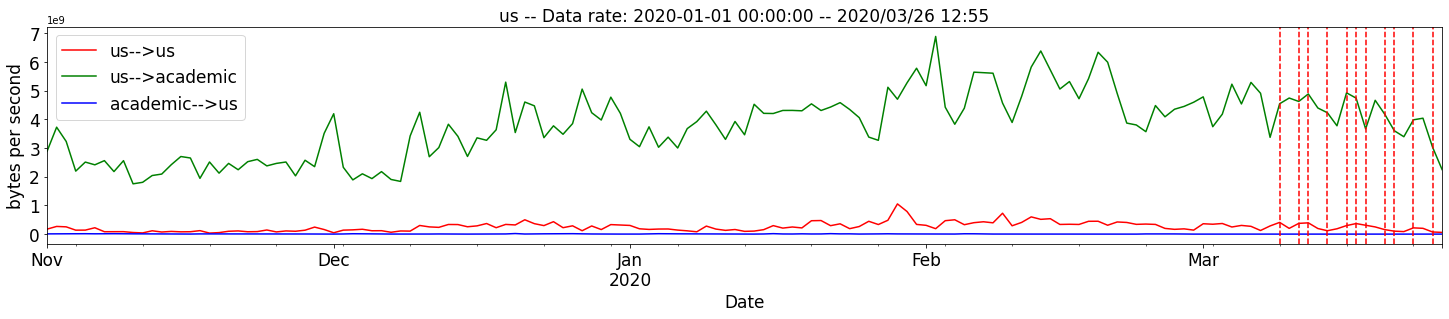 us -- Data rate: 2020-01-01 00:00:00 -- 2020/03/26 12:55
1e9
7
6
5
4
3
2
1
0
bytes per second
us-->us
us-->academic
academic-->us
Nov
Dec
Jan
2020
Feb
Mar
Date